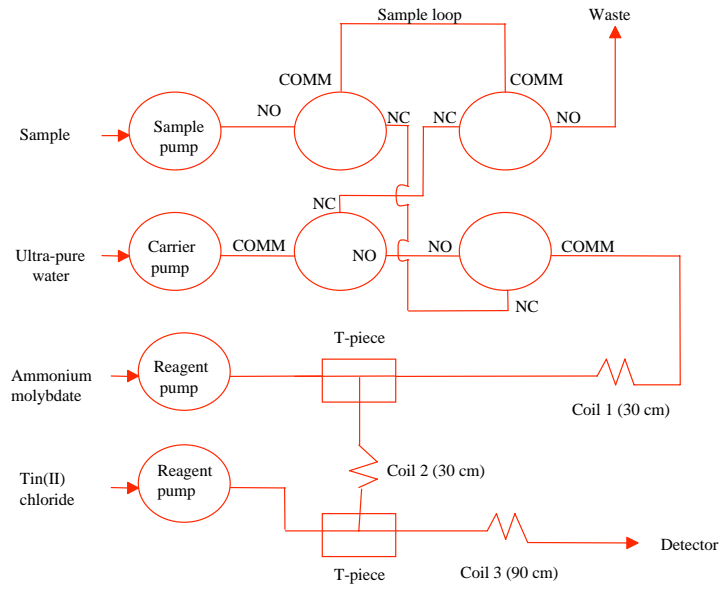 Sample loop
Waste
COMM
COMM
NO
NC
NC
NO
Sample
Sample
pump
NC
Ultra-pure
water
Carrier
pump
COMM
NO
NO
COMM
NC
T-piece
Ammonium
molybdate
Reagent
pump
Coil 1 (30 cm)
Tin(II)
chloride
Reagent
pump
Coil 2 (30 cm)
Detector
T-piece
Coil 3 (90 cm)